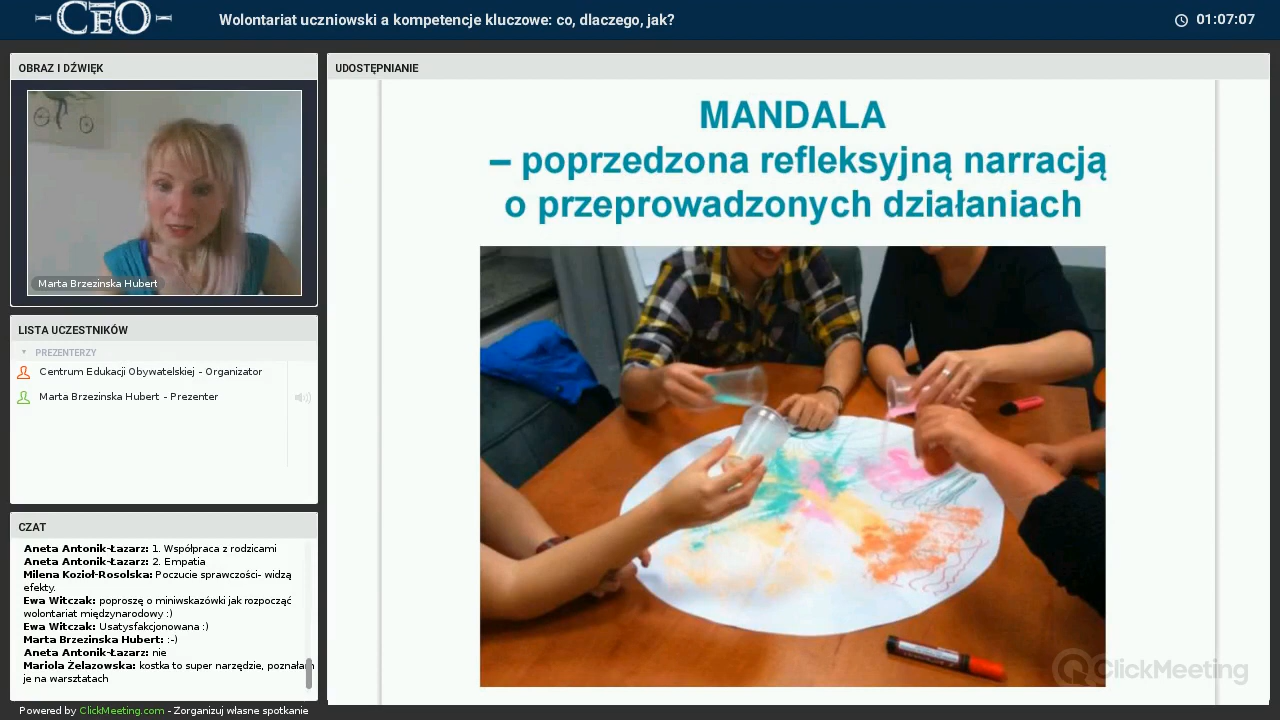 CEO
Wolontariat uczniowski a kompetencje kluczowe: co, dlaczego, jak?
01:07:07
OBRAZ I DŹWIĘK
Marta Brzezinska Hubert
LISTA UCZESTNIKÓW
PREZENTERZY
Centrum Edukacji Obywatelskiej - Organizator
Marta Brzezinska Hubert - Prezenter
CZAT
Aneta Antonik-Łazarz: 1. Współpraca z rodzicami
Aneta Antonik-Łazarz: 2. Empatia
Milena Kozioł-Rosolska: Poczucie sprawczości- widzą
efekty.
Ewa Witczak: poproszę o miniwskazówki jak rozpocząć
wolontariat międzynarodowy :)
Ewa Witczak: Usatysfakcjonowana :)
Marta Brzezinska Hubert: :-)
Aneta Antonik-Łazarz: nie
Mariola Żelazowska: kostka to super narzędzie, poznałam
je na warsztatach
Powered by ClickMeeting.com - Zorganizuj własne spotkanie
UDOSTĘPNIANIE
MANDALA
– poprzedzona refleksyjną narracją
o przeprowadzonych działaniach
ClickMeeting